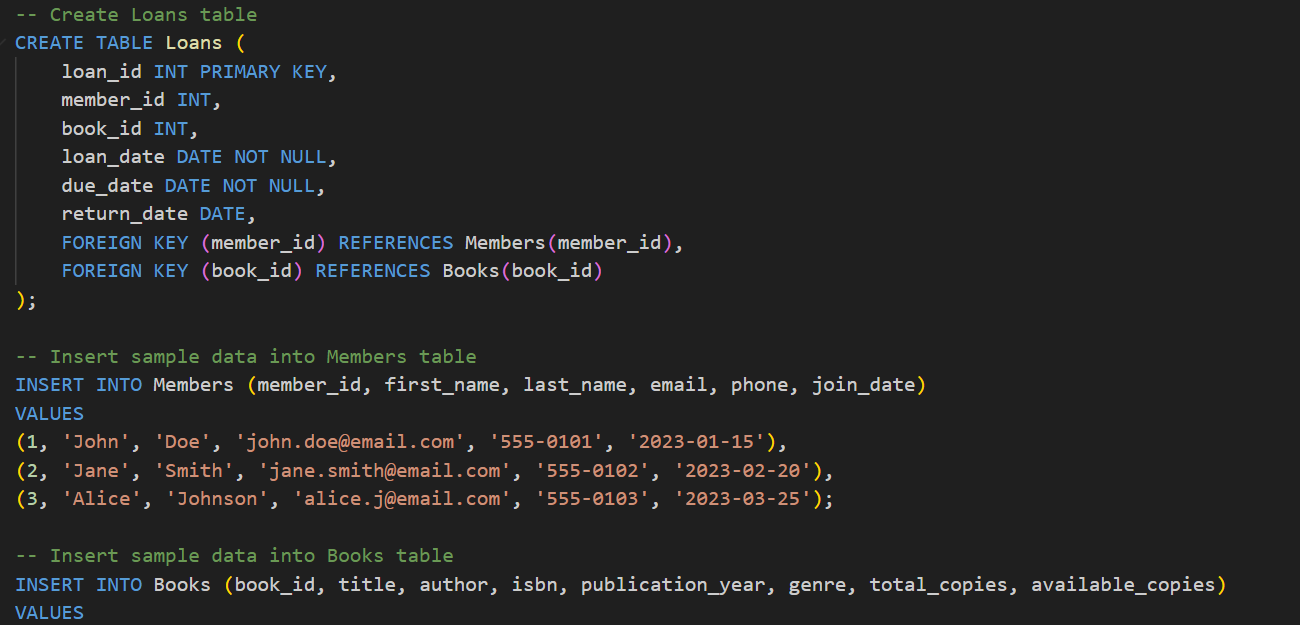 -- Create Loans table
CREATE TABLE Loans (
    loan_id INT PRIMARY KEY,
    member_id INT,
    book_id INT,
    loan_date DATE NOT NULL,
    due_date DATE NOT NULL,
    return_date DATE,
    FOREIGN KEY (member_id) REFERENCES Members(member_id),
    FOREIGN KEY (book_id) REFERENCES Books(book_id)
);

-- Insert sample data into Members table
INSERT INTO Members (member_id, first_name, last_name, email, phone, join_date)
VALUES
(1, 'John', 'Doe', 'john.doe@email.com', '555-0101', '2023-01-15'),
(2, 'Jane', 'Smith', 'jane.smith@email.com', '555-0102', '2023-02-20'),
(3, 'Alice', 'Johnson', 'alice.j@email.com', '555-0103', '2023-03-25');

-- Insert sample data into Books table
INSERT INTO Books (book_id, title, author, isbn, publication_year, genre, total_copies, available_copies)
VALUES